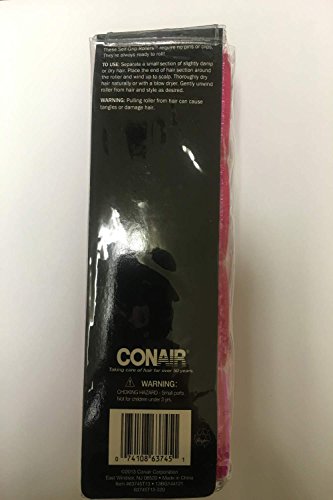 These Self Grip Rollers™ require no pins or clips.
They're always ready to roll!
TO USE: Separate a small section of slightly damp
or dry hair. Place the end of hair section around
the roller and wind up to scalp. Thoroughly dry
hair naturally or with a blow dryer. Gently unwind
roller from hair and style as desired.
WARNING: Pulling roller from hair can cause
tangles or damage hair.
CONAIR®
Taking care of hair for over 50 years.
WARNING:
CHOKING HAZARD - Small parts.
Not for children under 3 yrs.
0 74108 63745 1
©2013 Conair Corporation
East Windsor, NJ 08520 • Made in China